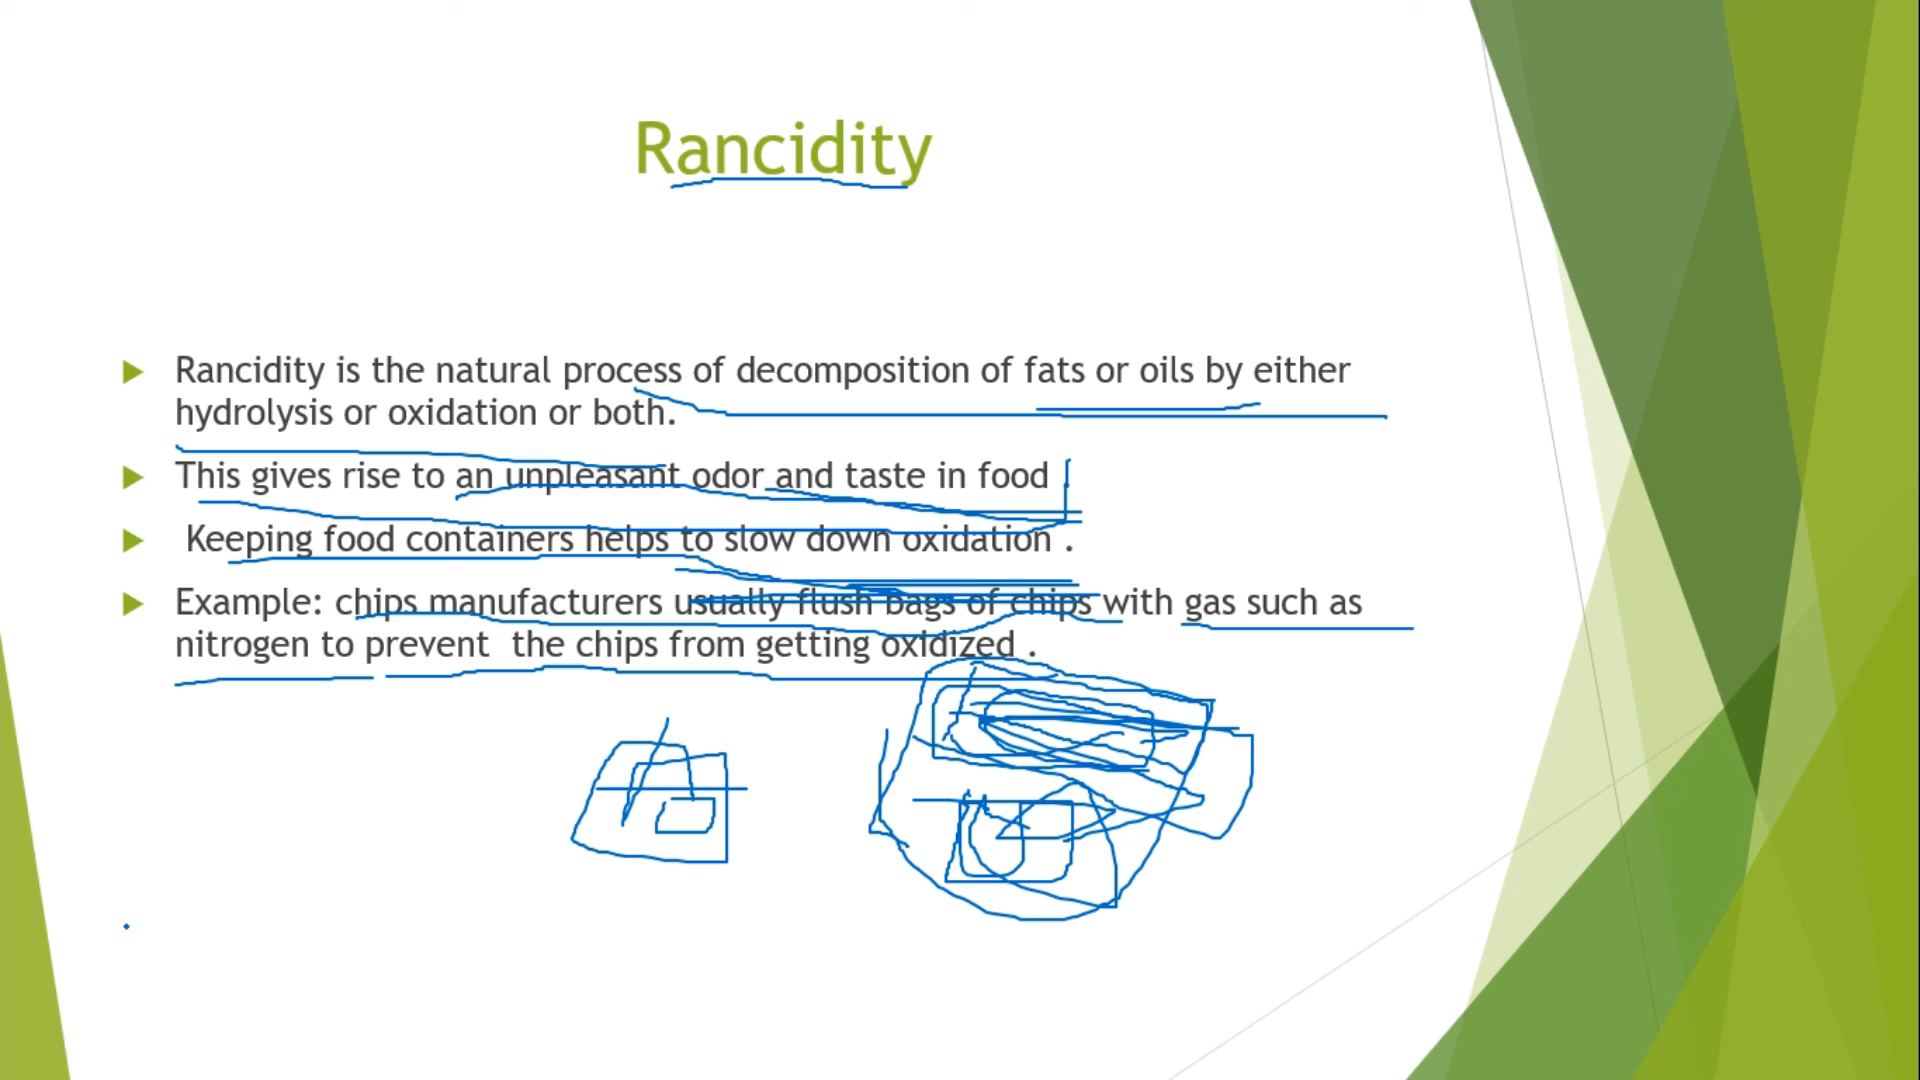 Rancidity
Rancidity is the natural process of decomposition of fats or oils by either
hydrolysis or oxidation or both.
This gives rise to an unpleasant odor and taste in food
Keeping food containers helps to slow down oxidation .
Example: chips manufacturers usually flush bags of chips with gas such as
nitrogen to prevent  the chips from getting oxidized .